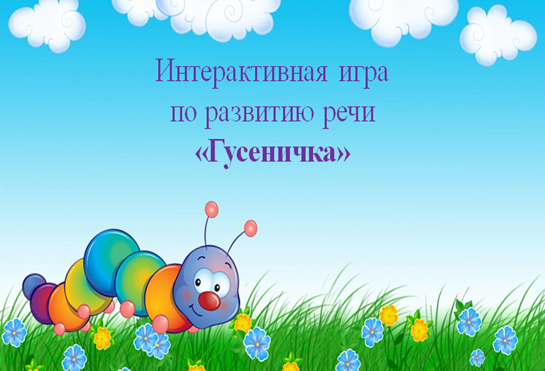 Интерактивная игра
по развитию речи
«Гусеничка»